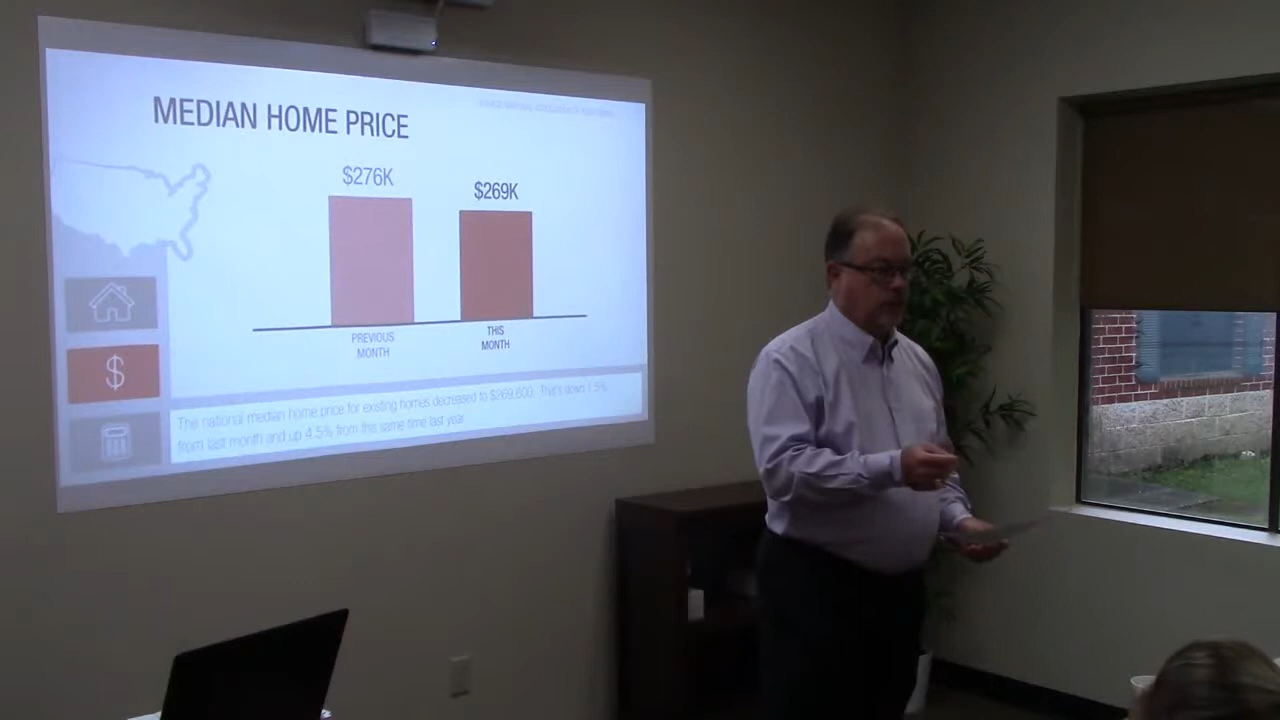 MEDIAN HOME PRICE
$276K
$269K
PREVIOUS
MONTH
THIS
MONTH
$
The national median home price for existing homes decreased to $269,600. That's down 1.5%
from last month and up 4.5% from this same time last year.